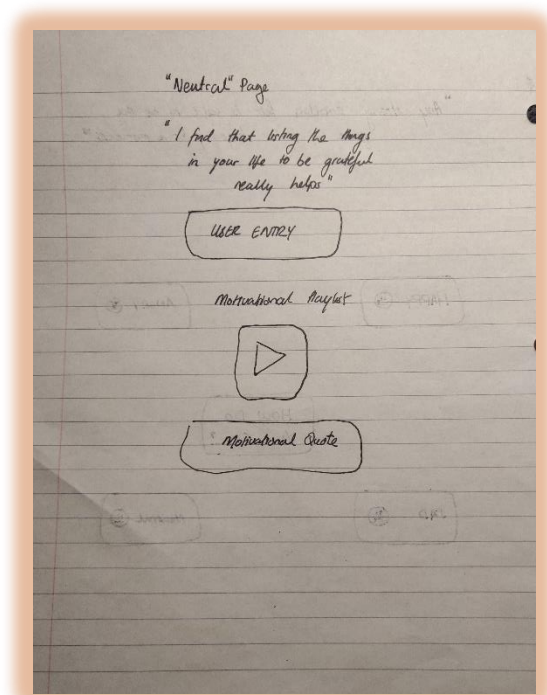 "Neutral" Page
"I find that listing the things
in your life to be grateful
really helps"
USER ENTRY
Motivational Playlist
Motivational Quote